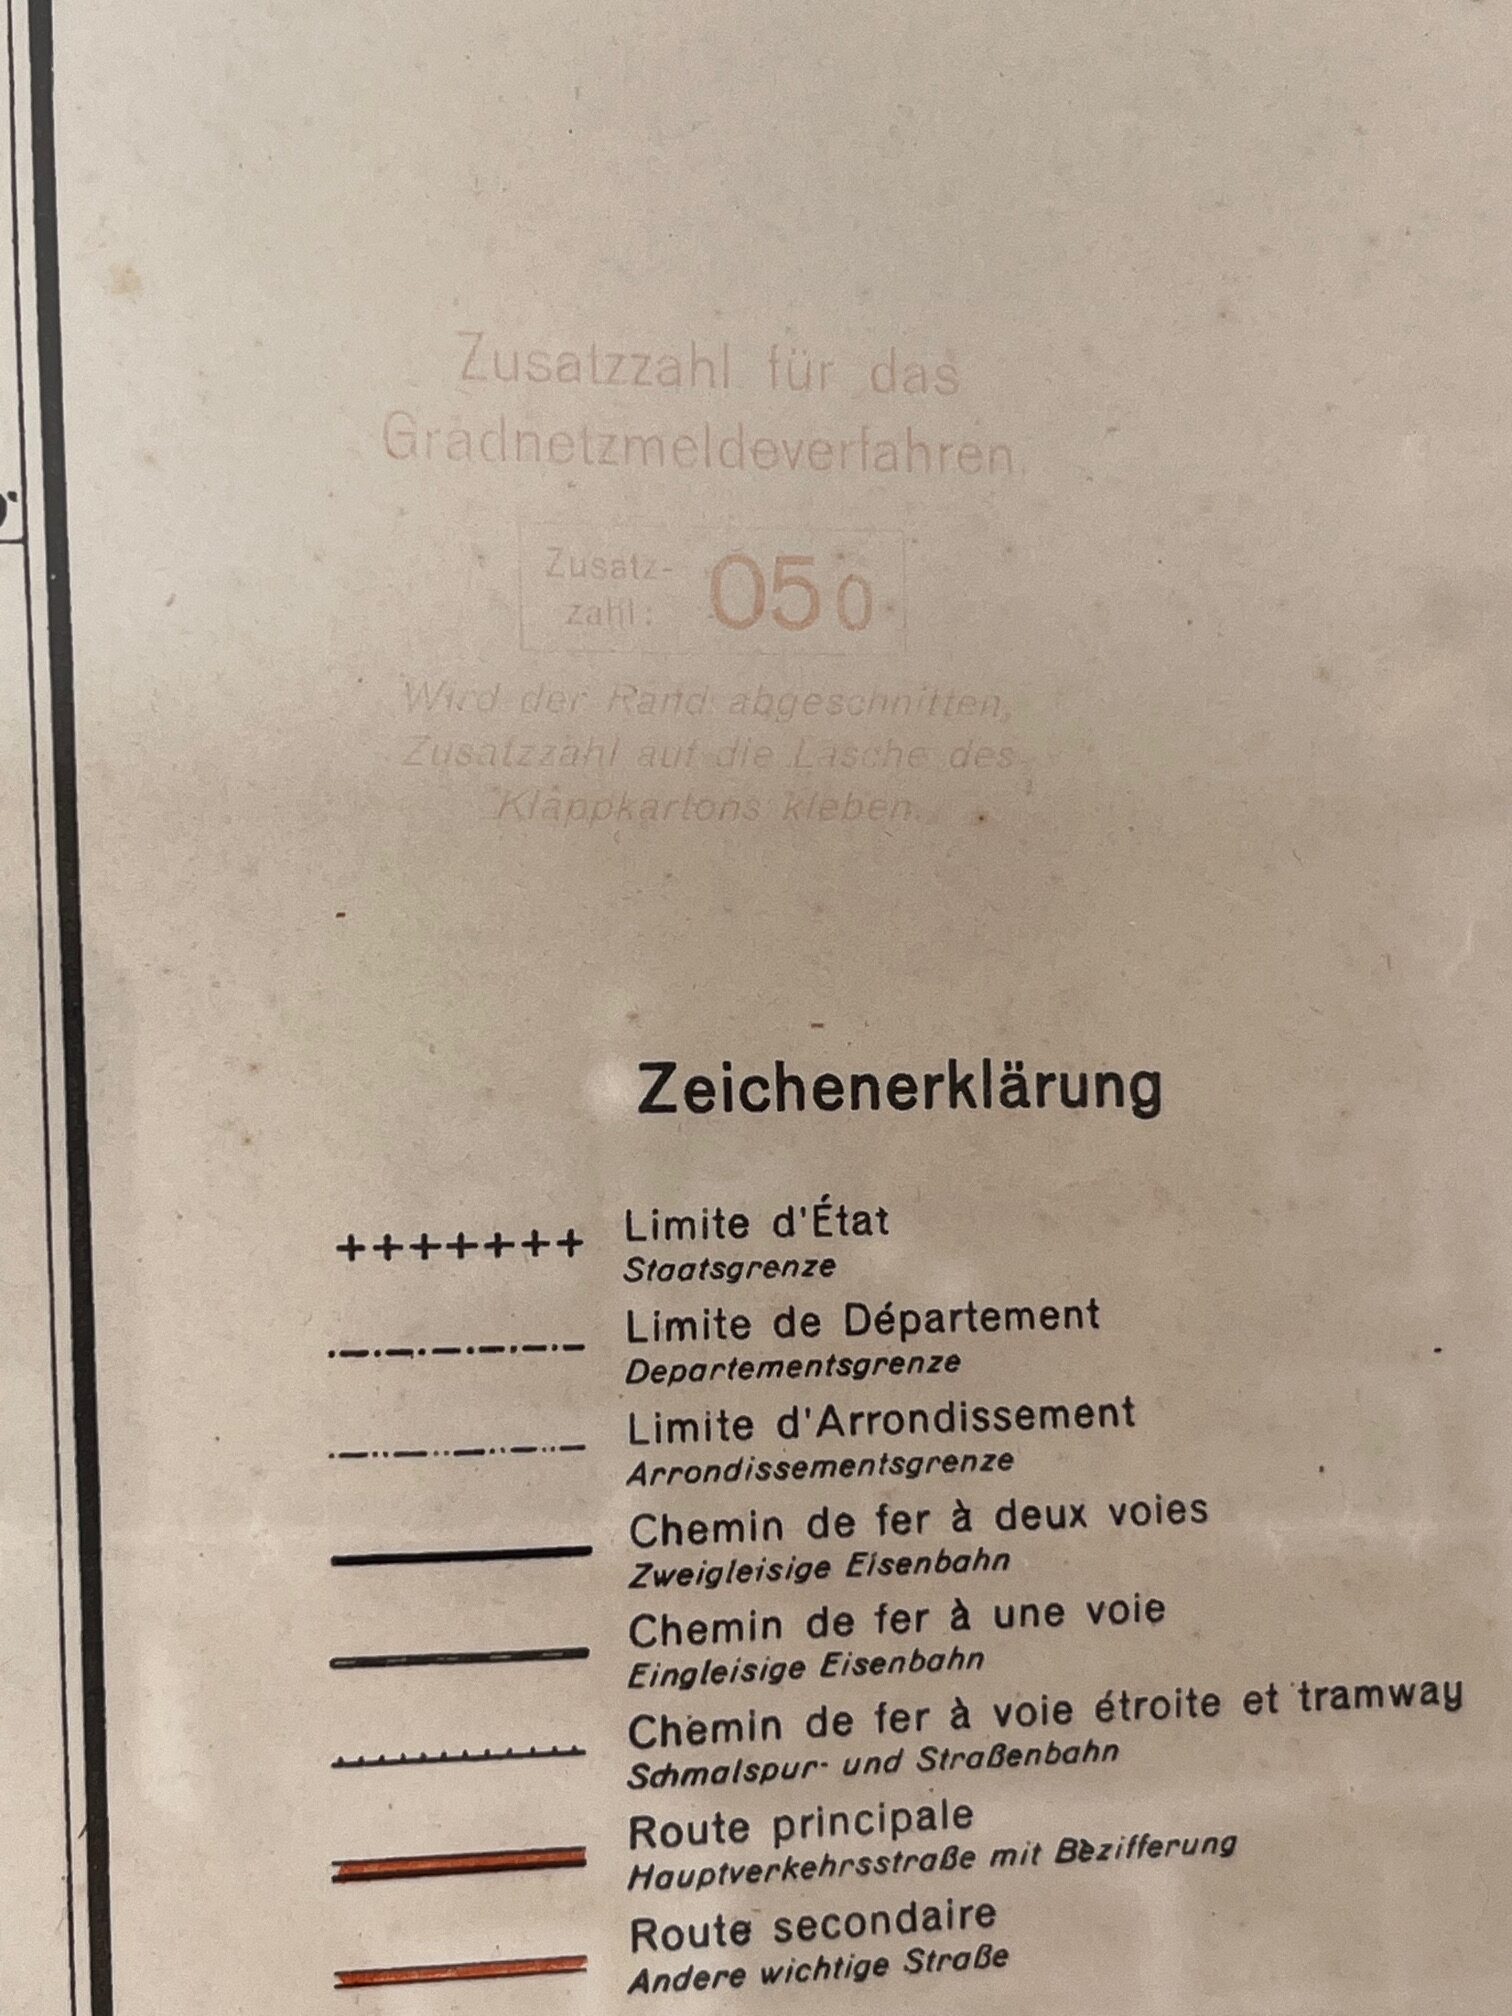 Zusatzzahl für das
Gradnetzmeldeverfahren
Zusatz-
zahl: 050
Wird der Rand abgeschnitten,
Zusatzzahl auf die Lasche des
Klappkartons kleben.
Zeichenerklärung
Limite d'État
Staatsgrenze
Limite de Département
Departementsgrenze
Limite d'Arrondissement
Arrondissementsgrenze
Chemin de fer à deux voies
Zweigleisige Eisenbahn
Chemin de fer à une voie
Eingleisige Eisenbahn
Chemin de fer à voie étroite et tramway
Schmalspur- und Straßenbahn
Route principale
Hauptverkehrsstraße mit Bezifferung
Route secondaire
Andere wichtige Straße